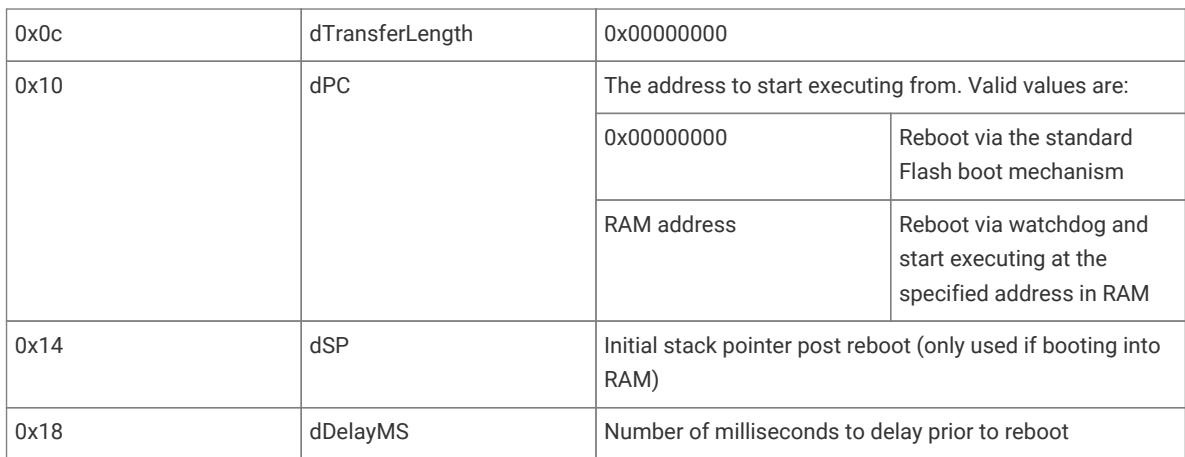 0x0c dTransferLength 0x00000000
0x10 dPC The address to start executing from. Valid values are:
0x00000000 Reboot via the standard
Flash boot mechanism
RAM address Reboot via watchdog and
start executing at the
specified address in RAM
0x14 dSP Initial stack pointer post reboot (only used if booting into
RAM)
0x18 dDelayMS Number of milliseconds to delay prior to reboot